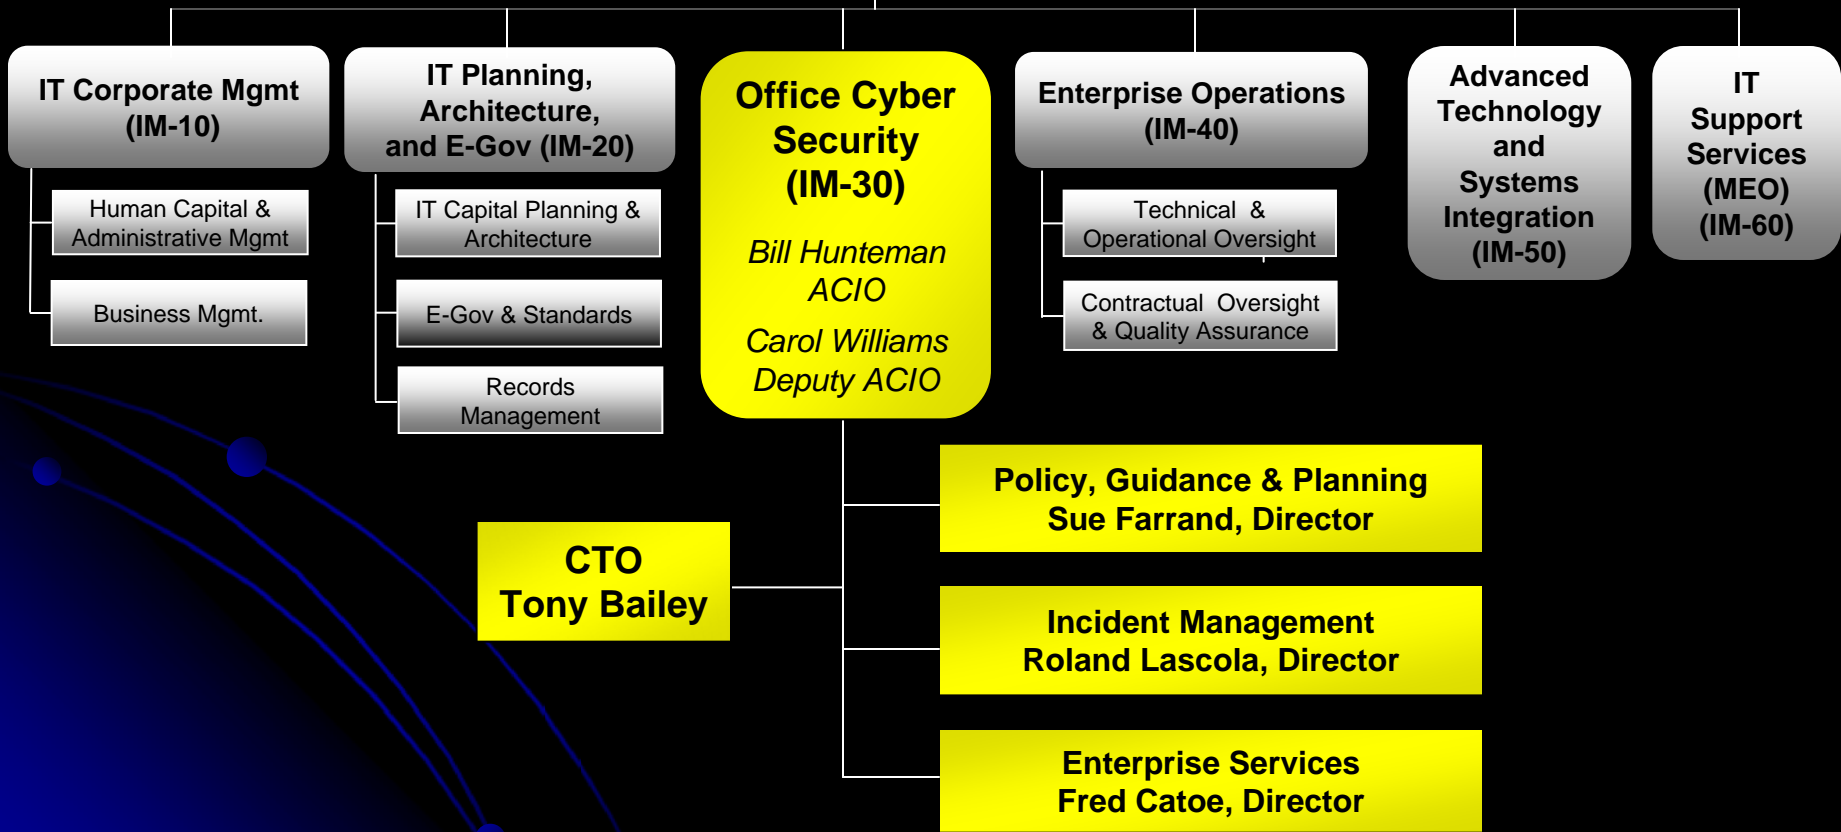 IT Corporate Mgmt
(IM-10)
Human Capital &
Administrative Mgmt
Business Mgmt.
IT Planning,
Architecture,
and E-Gov (IM-20)
IT Capital Planning &
Architecture
E-Gov & Standards
Records
Management
Office Cyber
Security
(IM-30)
Bill Hunteman
ACIO
Carol Williams
Deputy ACIO
Enterprise Operations
(IM-40)
Technical &
Operational Oversight
Contractual Oversight
& Quality Assurance
Advanced
Technology
and
Systems
Integration
(IM-50)
IT
Support
Services
(MEO)
(IM-60)
CTO
Tony Bailey
Policy, Guidance & Planning
Sue Farrand, Director
Incident Management
Roland Lascola, Director
Enterprise Services
Fred Catoe, Director